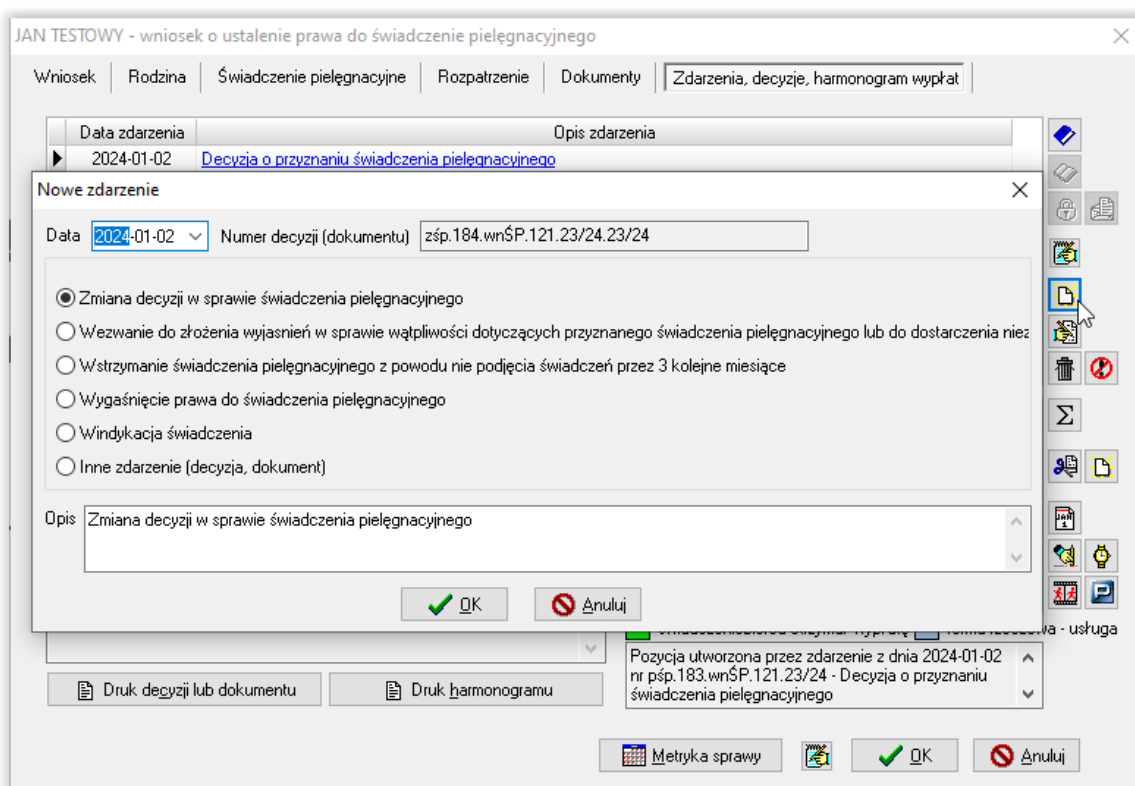 JAN TESTOWY - wniosek o ustalenie prawa do świadczenie pielęgnacyjnego
Wniosek Rodzina Świadczenie pielęgnacyjne Rozpatrzenie Dokumenty Zdarzenia, decyzje, harmonogram wypłat
Data zdarzenia Opis zdarzenia
2024-01-02 Decyzja o przyznaniu świadczenia pielęgnacyjnego
Nowe zdarzenie
Data 2024-01-02 Numer decyzji (dokumentu) zśp.184.wnŚP.121.23/24.23/24
Zmiana decyzji w sprawie świadczenia pielęgnacyjnego
Wezwanie do złożenia wyjasnień w sprawie wątpliwości dotyczących przyznanego świadczenia pielęgnacyjnego lub do dostarczenia niez
Wstrzymanie świadczenia pielęgnacyjnego z powodu nie podjęcia świadczeń przez 3 kolejne miesiące
Wygaśnięcie prawa do świadczenia pielęgnacyjnego
Windykacja świadczenia
Inne zdarzenie (decyzja, dokument)
Opis Zmiana decyzji w sprawie świadczenia pielęgnacyjnego
OK Anuluj
- usługa
Pozycja utworzona przez zdarzenie z dnia 2024-01-02
nr pśp.183.wnŚP.121.23/24 - Decyzja o przyznaniu
świadczenia pielęgnacyjnego
Druk decyzji lub dokumentu Druk harmonogramu
Metryka sprawy OK Anuluj